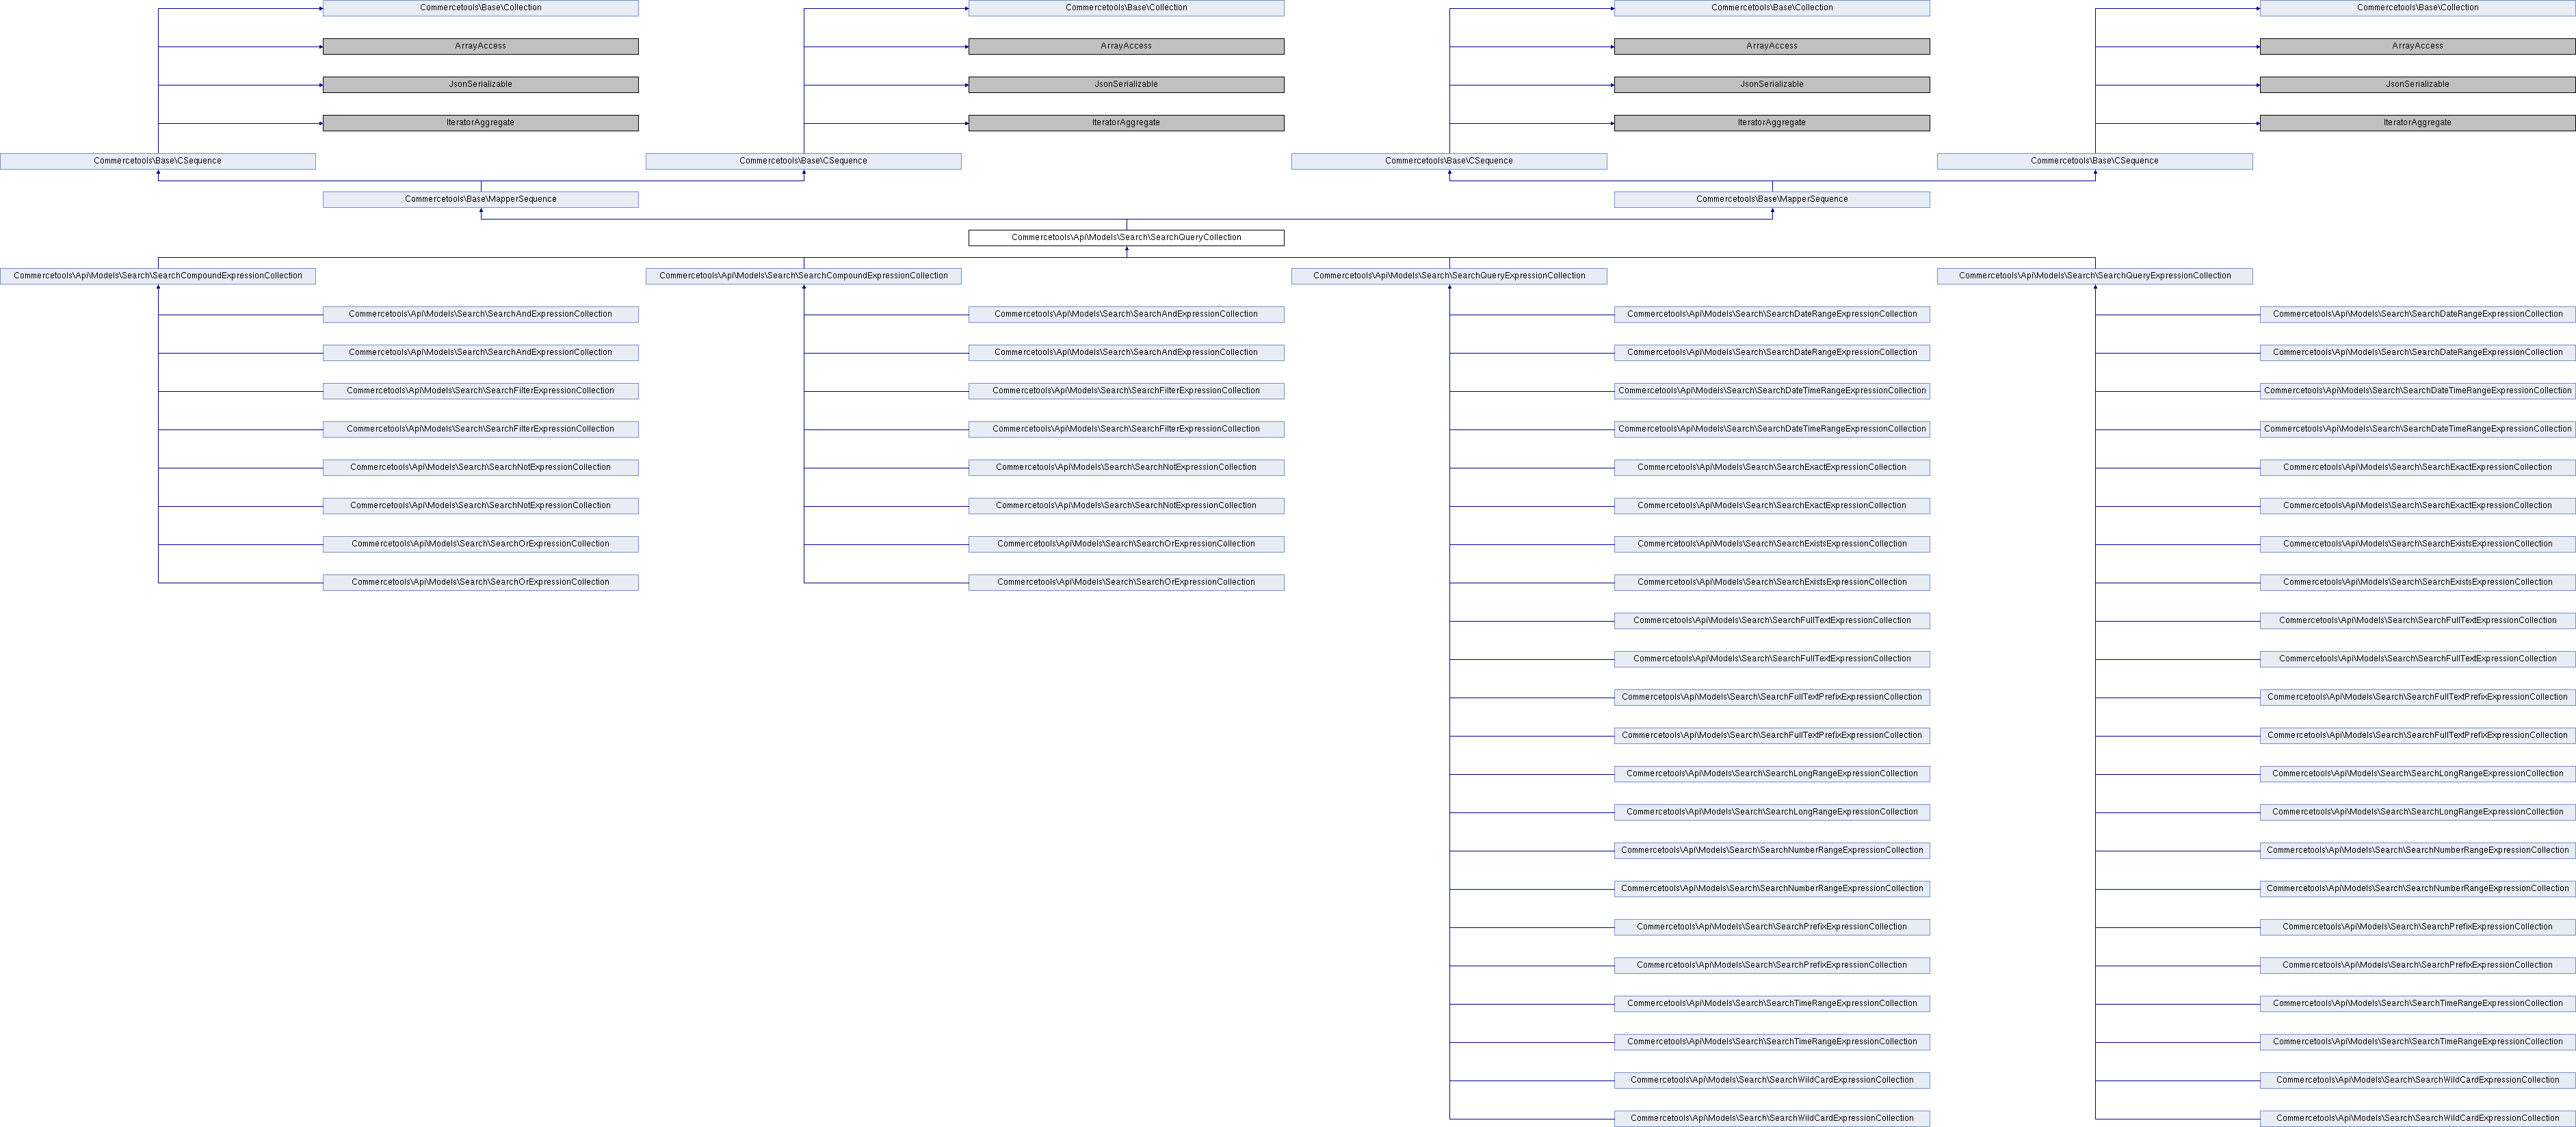 Commercetools\Base\Collection Commercetools\Base\Collection Commercetools\Base\Collection Commercetools\Base\Collection
ArrayAccess ArrayAccess ArrayAccess ArrayAccess
JsonSerializable JsonSerializable JsonSerializable JsonSerializable
IteratorAggregate IteratorAggregate IteratorAggregate IteratorAggregate
Commercetools\Base\CSequence Commercetools\Base\CSequence Commercetools\Base\CSequence Commercetools\Base\CSequence
Commercetools\Base\MapperSequence Commercetools\Base\MapperSequence
Commercetools\Api\Models\Search\SearchQueryCollection
Commercetools\Api\Models\Search\SearchCompoundExpressionCollection Commercetools\Api\Models\Search\SearchCompoundExpressionCollection Commercetools\Api\Models\Search\SearchQueryExpressionCollection Commercetools\Api\Models\Search\SearchQueryExpressionCollection
Commercetools\Api\Models\Search\SearchAndExpressionCollection Commercetools\Api\Models\Search\SearchAndExpressionCollection Commercetools\Api\Models\Search\SearchDateRangeExpressionCollection Commercetools\Api\Models\Search\SearchDateRangeExpressionCollection
Commercetools\Api\Models\Search\SearchAndExpressionCollection Commercetools\Api\Models\Search\SearchAndExpressionCollection Commercetools\Api\Models\Search\SearchDateRangeExpressionCollection Commercetools\Api\Models\Search\SearchDateRangeExpressionCollection
Commercetools\Api\Models\Search\SearchFilterExpressionCollection Commercetools\Api\Models\Search\SearchFilterExpressionCollection Commercetools\Api\Models\Search\SearchDateTimeRangeExpressionCollection Commercetools\Api\Models\Search\SearchDateTimeRangeExpressionCollection
Commercetools\Api\Models\Search\SearchFilterExpressionCollection Commercetools\Api\Models\Search\SearchFilterExpressionCollection Commercetools\Api\Models\Search\SearchDateTimeRangeExpressionCollection Commercetools\Api\Models\Search\SearchDateTimeRangeExpressionCollection
Commercetools\Api\Models\Search\SearchNotExpressionCollection Commercetools\Api\Models\Search\SearchNotExpressionCollection Commercetools\Api\Models\Search\SearchExactExpressionCollection Commercetools\Api\Models\Search\SearchExactExpressionCollection
Commercetools\Api\Models\Search\SearchNotExpressionCollection Commercetools\Api\Models\Search\SearchNotExpressionCollection Commercetools\Api\Models\Search\SearchExactExpressionCollection Commercetools\Api\Models\Search\SearchExactExpressionCollection
Commercetools\Api\Models\Search\SearchOrExpressionCollection Commercetools\Api\Models\Search\SearchOrExpressionCollection Commercetools\Api\Models\Search\SearchExistsExpressionCollection Commercetools\Api\Models\Search\SearchExistsExpressionCollection
Commercetools\Api\Models\Search\SearchOrExpressionCollection Commercetools\Api\Models\Search\SearchOrExpressionCollection Commercetools\Api\Models\Search\SearchExistsExpressionCollection Commercetools\Api\Models\Search\SearchExistsExpressionCollection
Commercetools\Api\Models\Search\SearchFullTextExpressionCollection Commercetools\Api\Models\Search\SearchFullTextExpressionCollection
Commercetools\Api\Models\Search\SearchFullTextExpressionCollection Commercetools\Api\Models\Search\SearchFullTextExpressionCollection
Commercetools\Api\Models\Search\SearchFullTextPrefixExpressionCollection Commercetools\Api\Models\Search\SearchFullTextPrefixExpressionCollection
Commercetools\Api\Models\Search\SearchFullTextPrefixExpressionCollection Commercetools\Api\Models\Search\SearchFullTextPrefixExpressionCollection
Commercetools\Api\Models\Search\SearchLongRangeExpressionCollection Commercetools\Api\Models\Search\SearchLongRangeExpressionCollection
Commercetools\Api\Models\Search\SearchLongRangeExpressionCollection Commercetools\Api\Models\Search\SearchLongRangeExpressionCollection
Commercetools\Api\Models\Search\SearchNumberRangeExpressionCollection Commercetools\Api\Models\Search\SearchNumberRangeExpressionCollection
Commercetools\Api\Models\Search\SearchNumberRangeExpressionCollection Commercetools\Api\Models\Search\SearchNumberRangeExpressionCollection
Commercetools\Api\Models\Search\SearchPrefixExpressionCollection Commercetools\Api\Models\Search\SearchPrefixExpressionCollection
Commercetools\Api\Models\Search\SearchPrefixExpressionCollection Commercetools\Api\Models\Search\SearchPrefixExpressionCollection
Commercetools\Api\Models\Search\SearchTimeRangeExpressionCollection Commercetools\Api\Models\Search\SearchTimeRangeExpressionCollection
Commercetools\Api\Models\Search\SearchTimeRangeExpressionCollection Commercetools\Api\Models\Search\SearchTimeRangeExpressionCollection
Commercetools\Api\Models\Search\SearchWildCardExpressionCollection Commercetools\Api\Models\Search\SearchWildCardExpressionCollection
Commercetools\Api\Models\Search\SearchWildCardExpressionCollection Commercetools\Api\Models\Search\SearchWildCardExpressionCollection